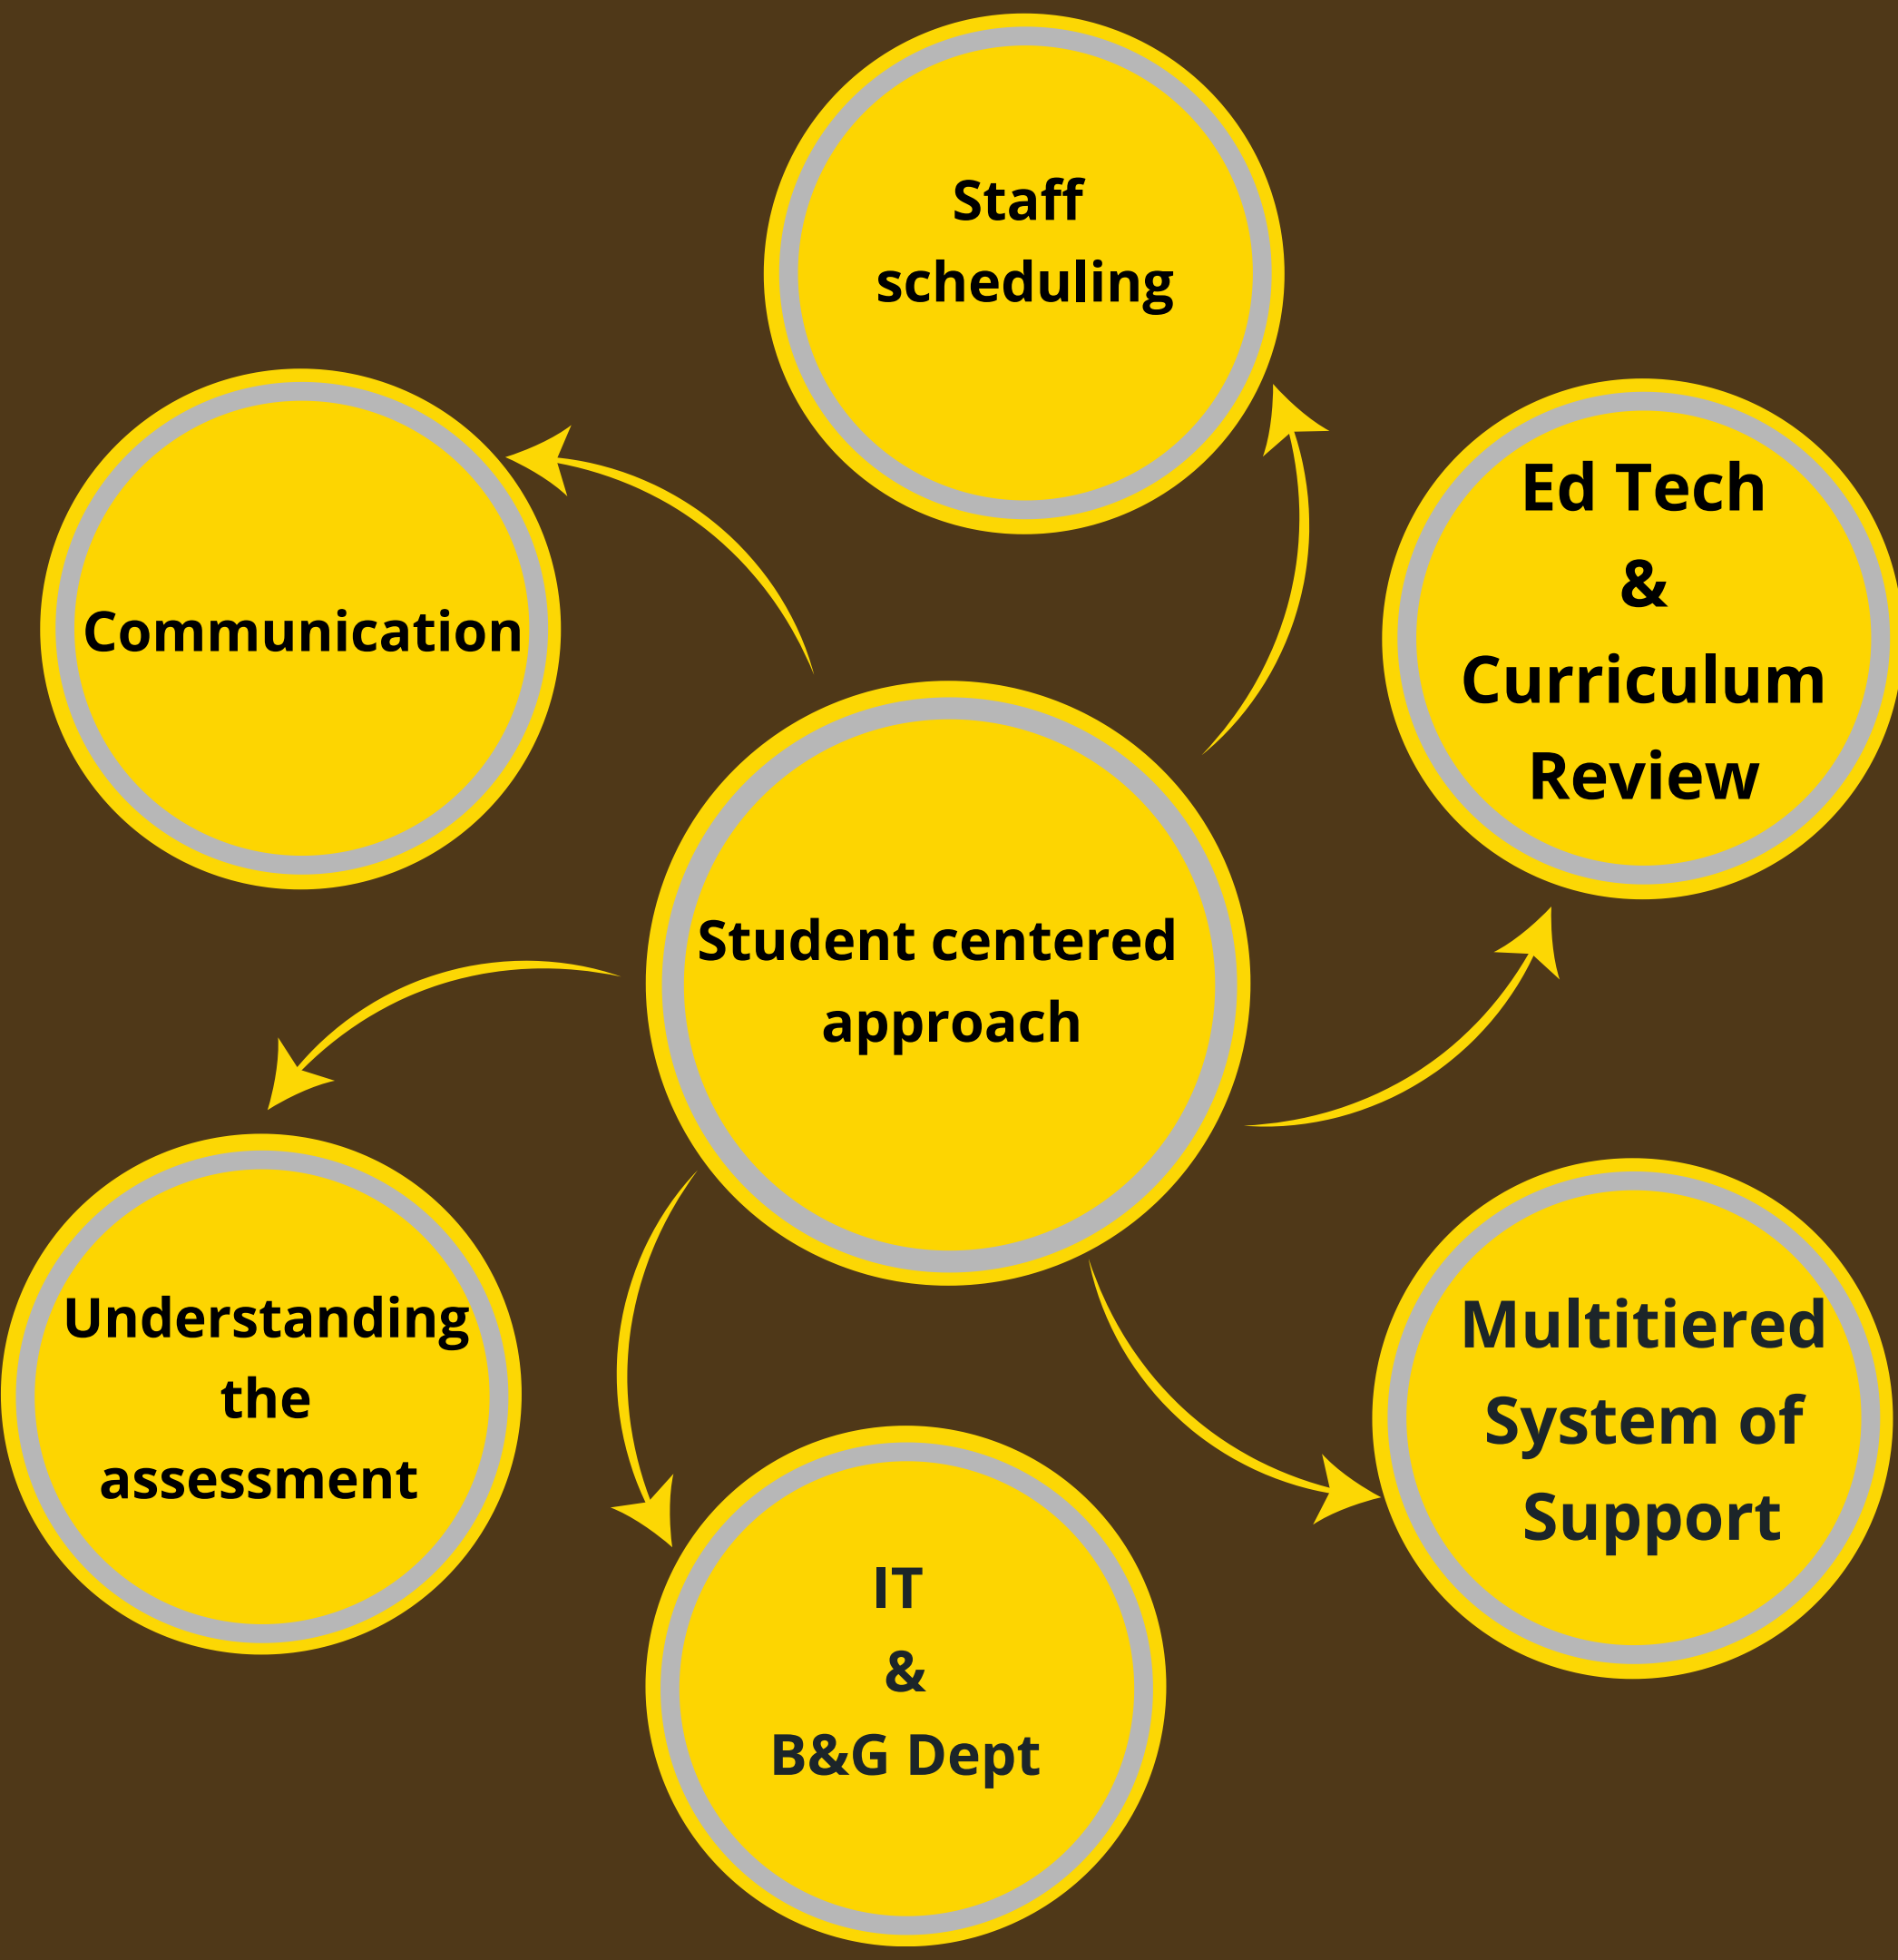 Staff
scheduling
Communication
Ed Tech
&
Curriculum
Review
Student centered
approach
Understanding
the
assessment
Multitiered
System of
Support
IT
&
B&G Dept